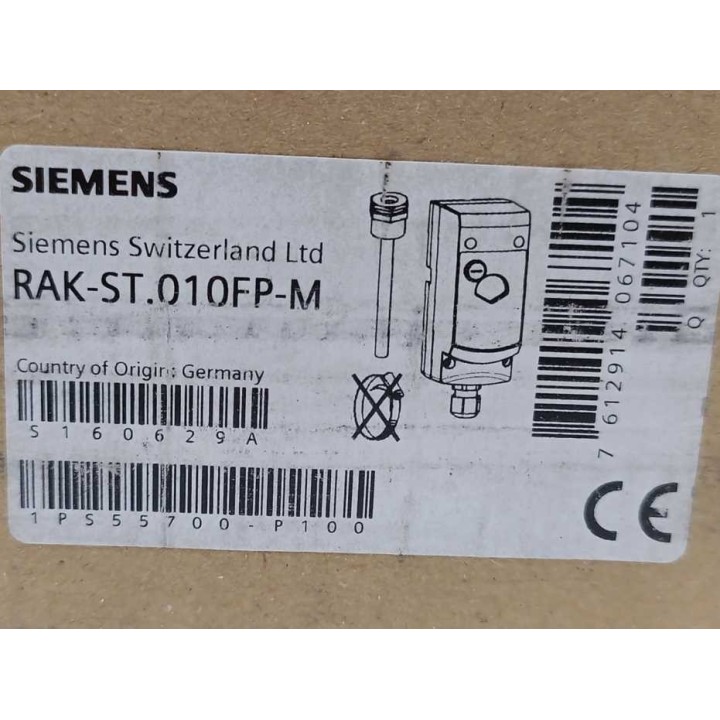 SIEMENS
Siemens Switzerland Ltd
RAK-ST.010FP-M
Country of Origin: Germany
S160629A
1PS55700-P100
7 612914 067104
Q QTY: 1
CE